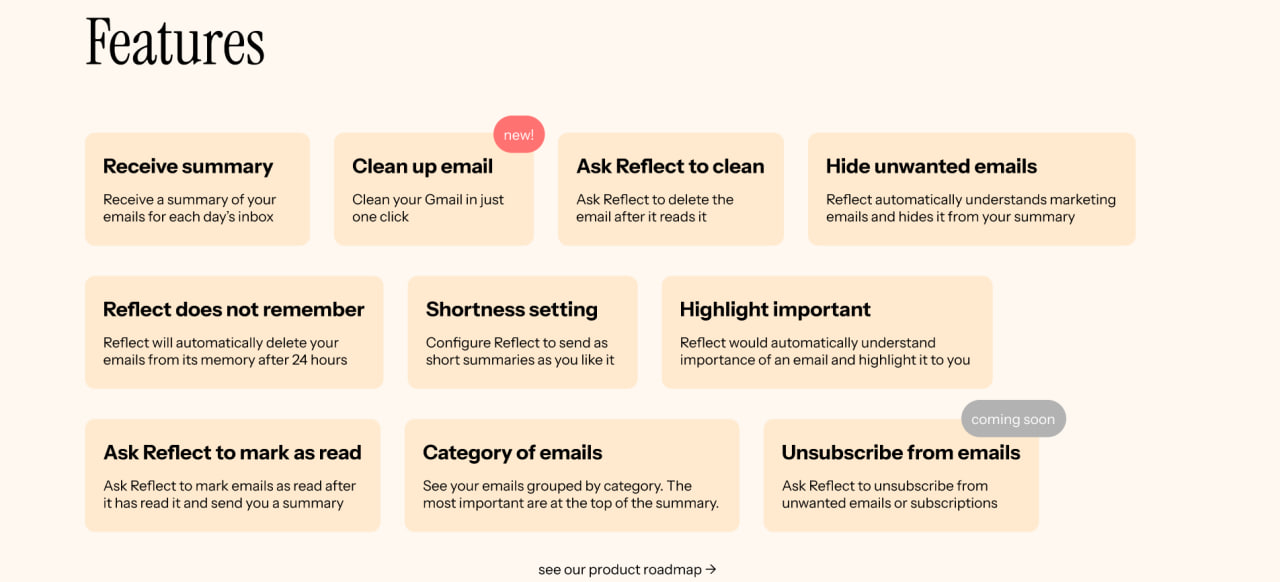 Features
new!
Receive summary
Receive a summary of your
emails for each day's inbox
Clean up email
Clean your Gmail in just
one click
Ask Reflect to clean
Ask Reflect to delete the
email after it reads it
Hide unwanted emails
Reflect automatically understands marketing
emails and hides it from your summary
Reflect does not remember
Reflect will automatically delete your
emails from its memory after 24 hours
Shortness setting
Configure Reflect to send as
short summaries as you like it
Highlight important
Reflect would automatically understand
importance of an email and highlight it to you
coming soon
Ask Reflect to mark as read
Ask Reflect to mark emails as read after
it has read it and send you a summary
Category of emails
See your emails grouped by category. The
most important are at the top of the summary.
Unsubscribe from emails
Ask Reflect to unsubscribe from
unwanted emails or subscriptions
see our product roadmap →